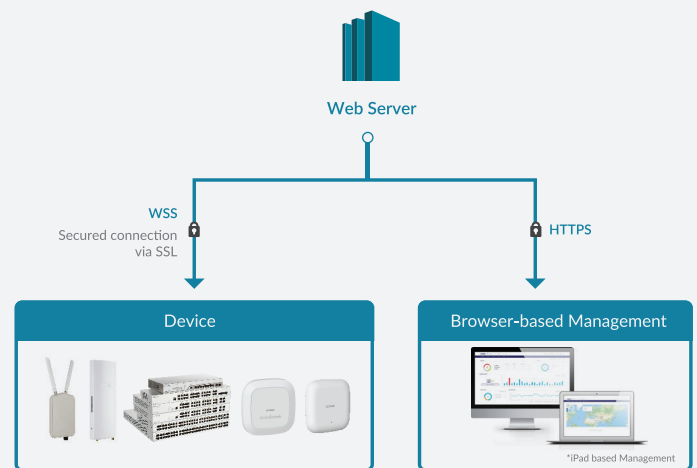 Web Server
WSS
Secured connection
via SSL
HTTPS
Device
Browser-based Management
*iPad based Management